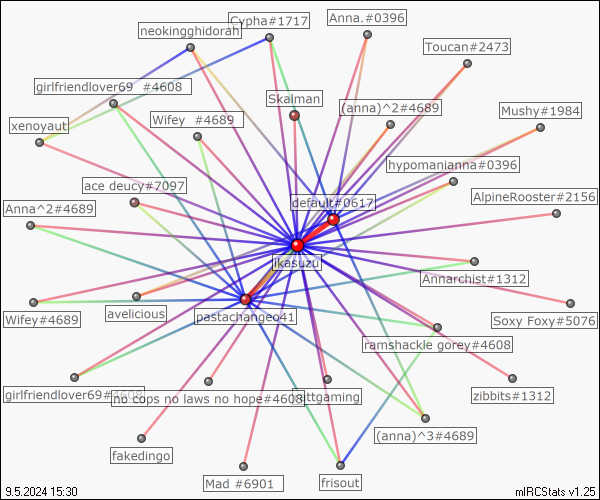 Cypha#1717
Anna.#0396
neokingghidorah
Toucan#2473
girlfriendlover69  #4608
Skalman
(anna)^2#4689
Mushy#1984
Wifey  #4689
xenoyaut
hypomanianna#0396
ace deucy#7097
AlpineRooster#2156
default#0617
Anna^2#4689
ikasuzu
Annarchist#1312
Wifey#4689
avelicious
pastachangeo41
Soxy Foxy#5076
ramshackle gorey#4608
girlfriendlover69#4608
no cops no laws no hope#4608
ttgaming
zibbits#1312
(anna)^3#4689
fakedingo
Mad #6901
frisout
9.5.2024 15:30
mIRCStats v1.25